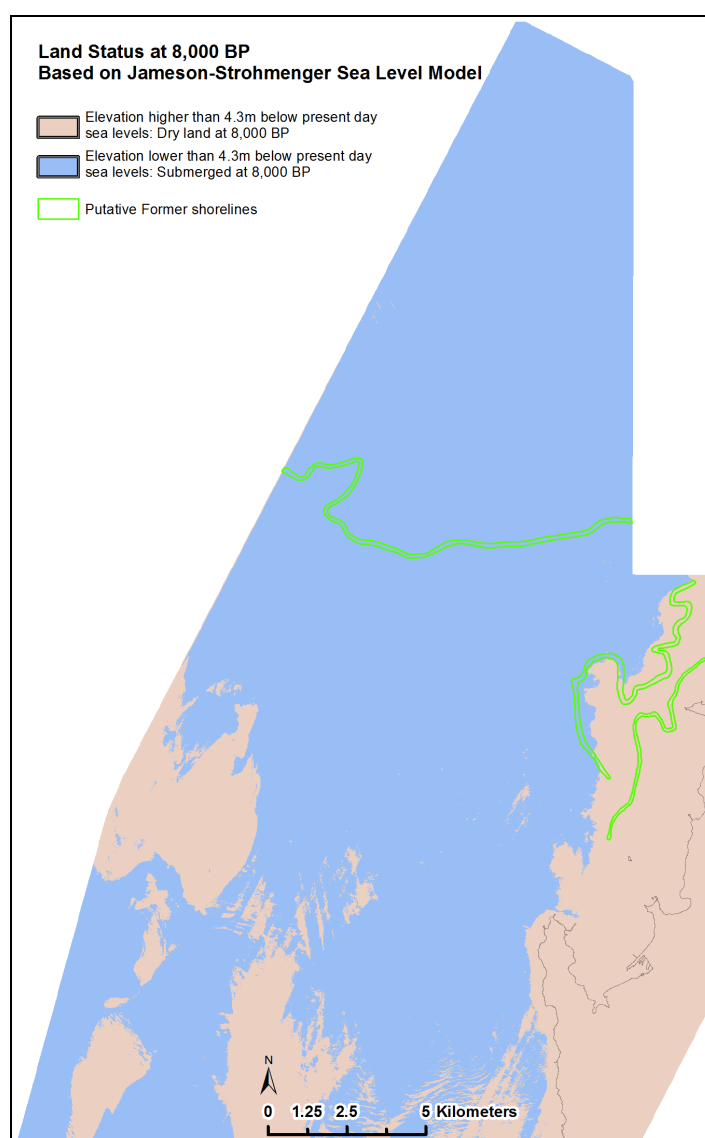 Land Status at 8,000 BP
Based on Jameson-Strohmenger Sea Level Model
Elevation higher than 4.3m below present day
sea levels: Dry land at 8,000 BP
Elevation lower than 4.3m below present day
sea levels: Submerged at 8,000 BP
Putative Former shorelines
N
0 1.25 2.5 5 Kilometers